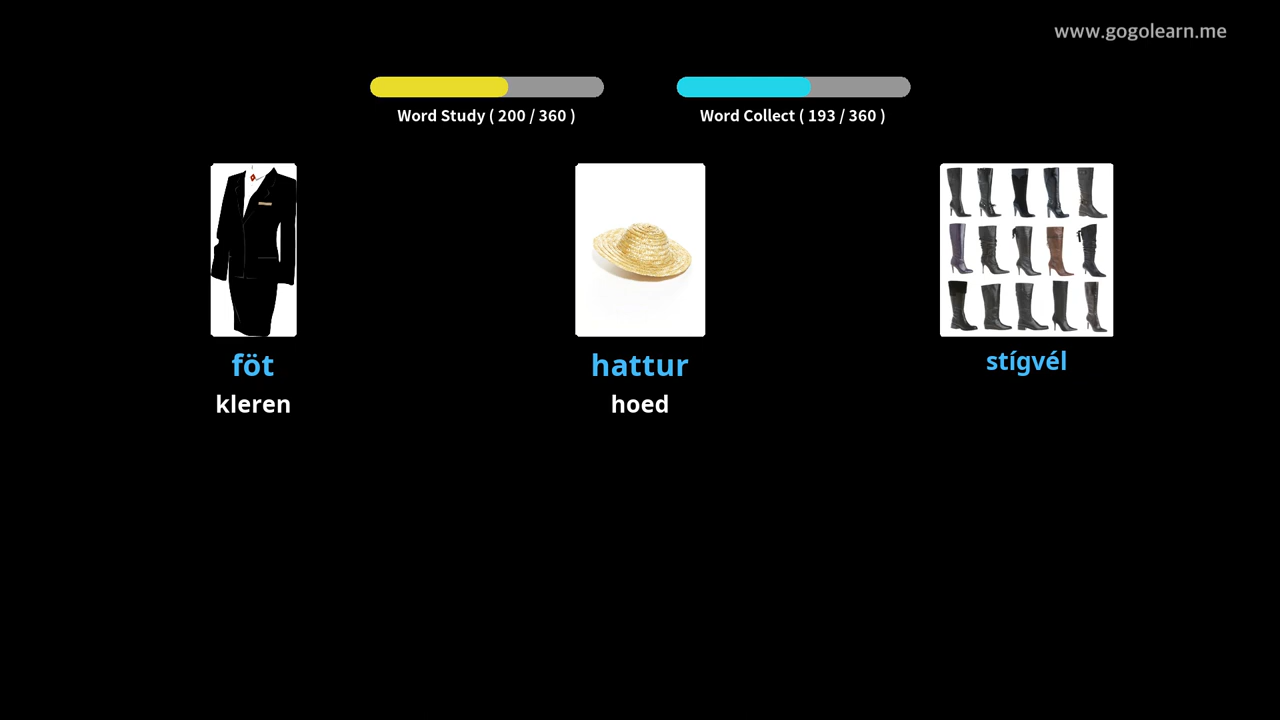 www.gogolearn.me
Word Study ( 200 / 360 )
Word Collect ( 193 / 360 )
föt
kleren
hattur
hoed
stígvél